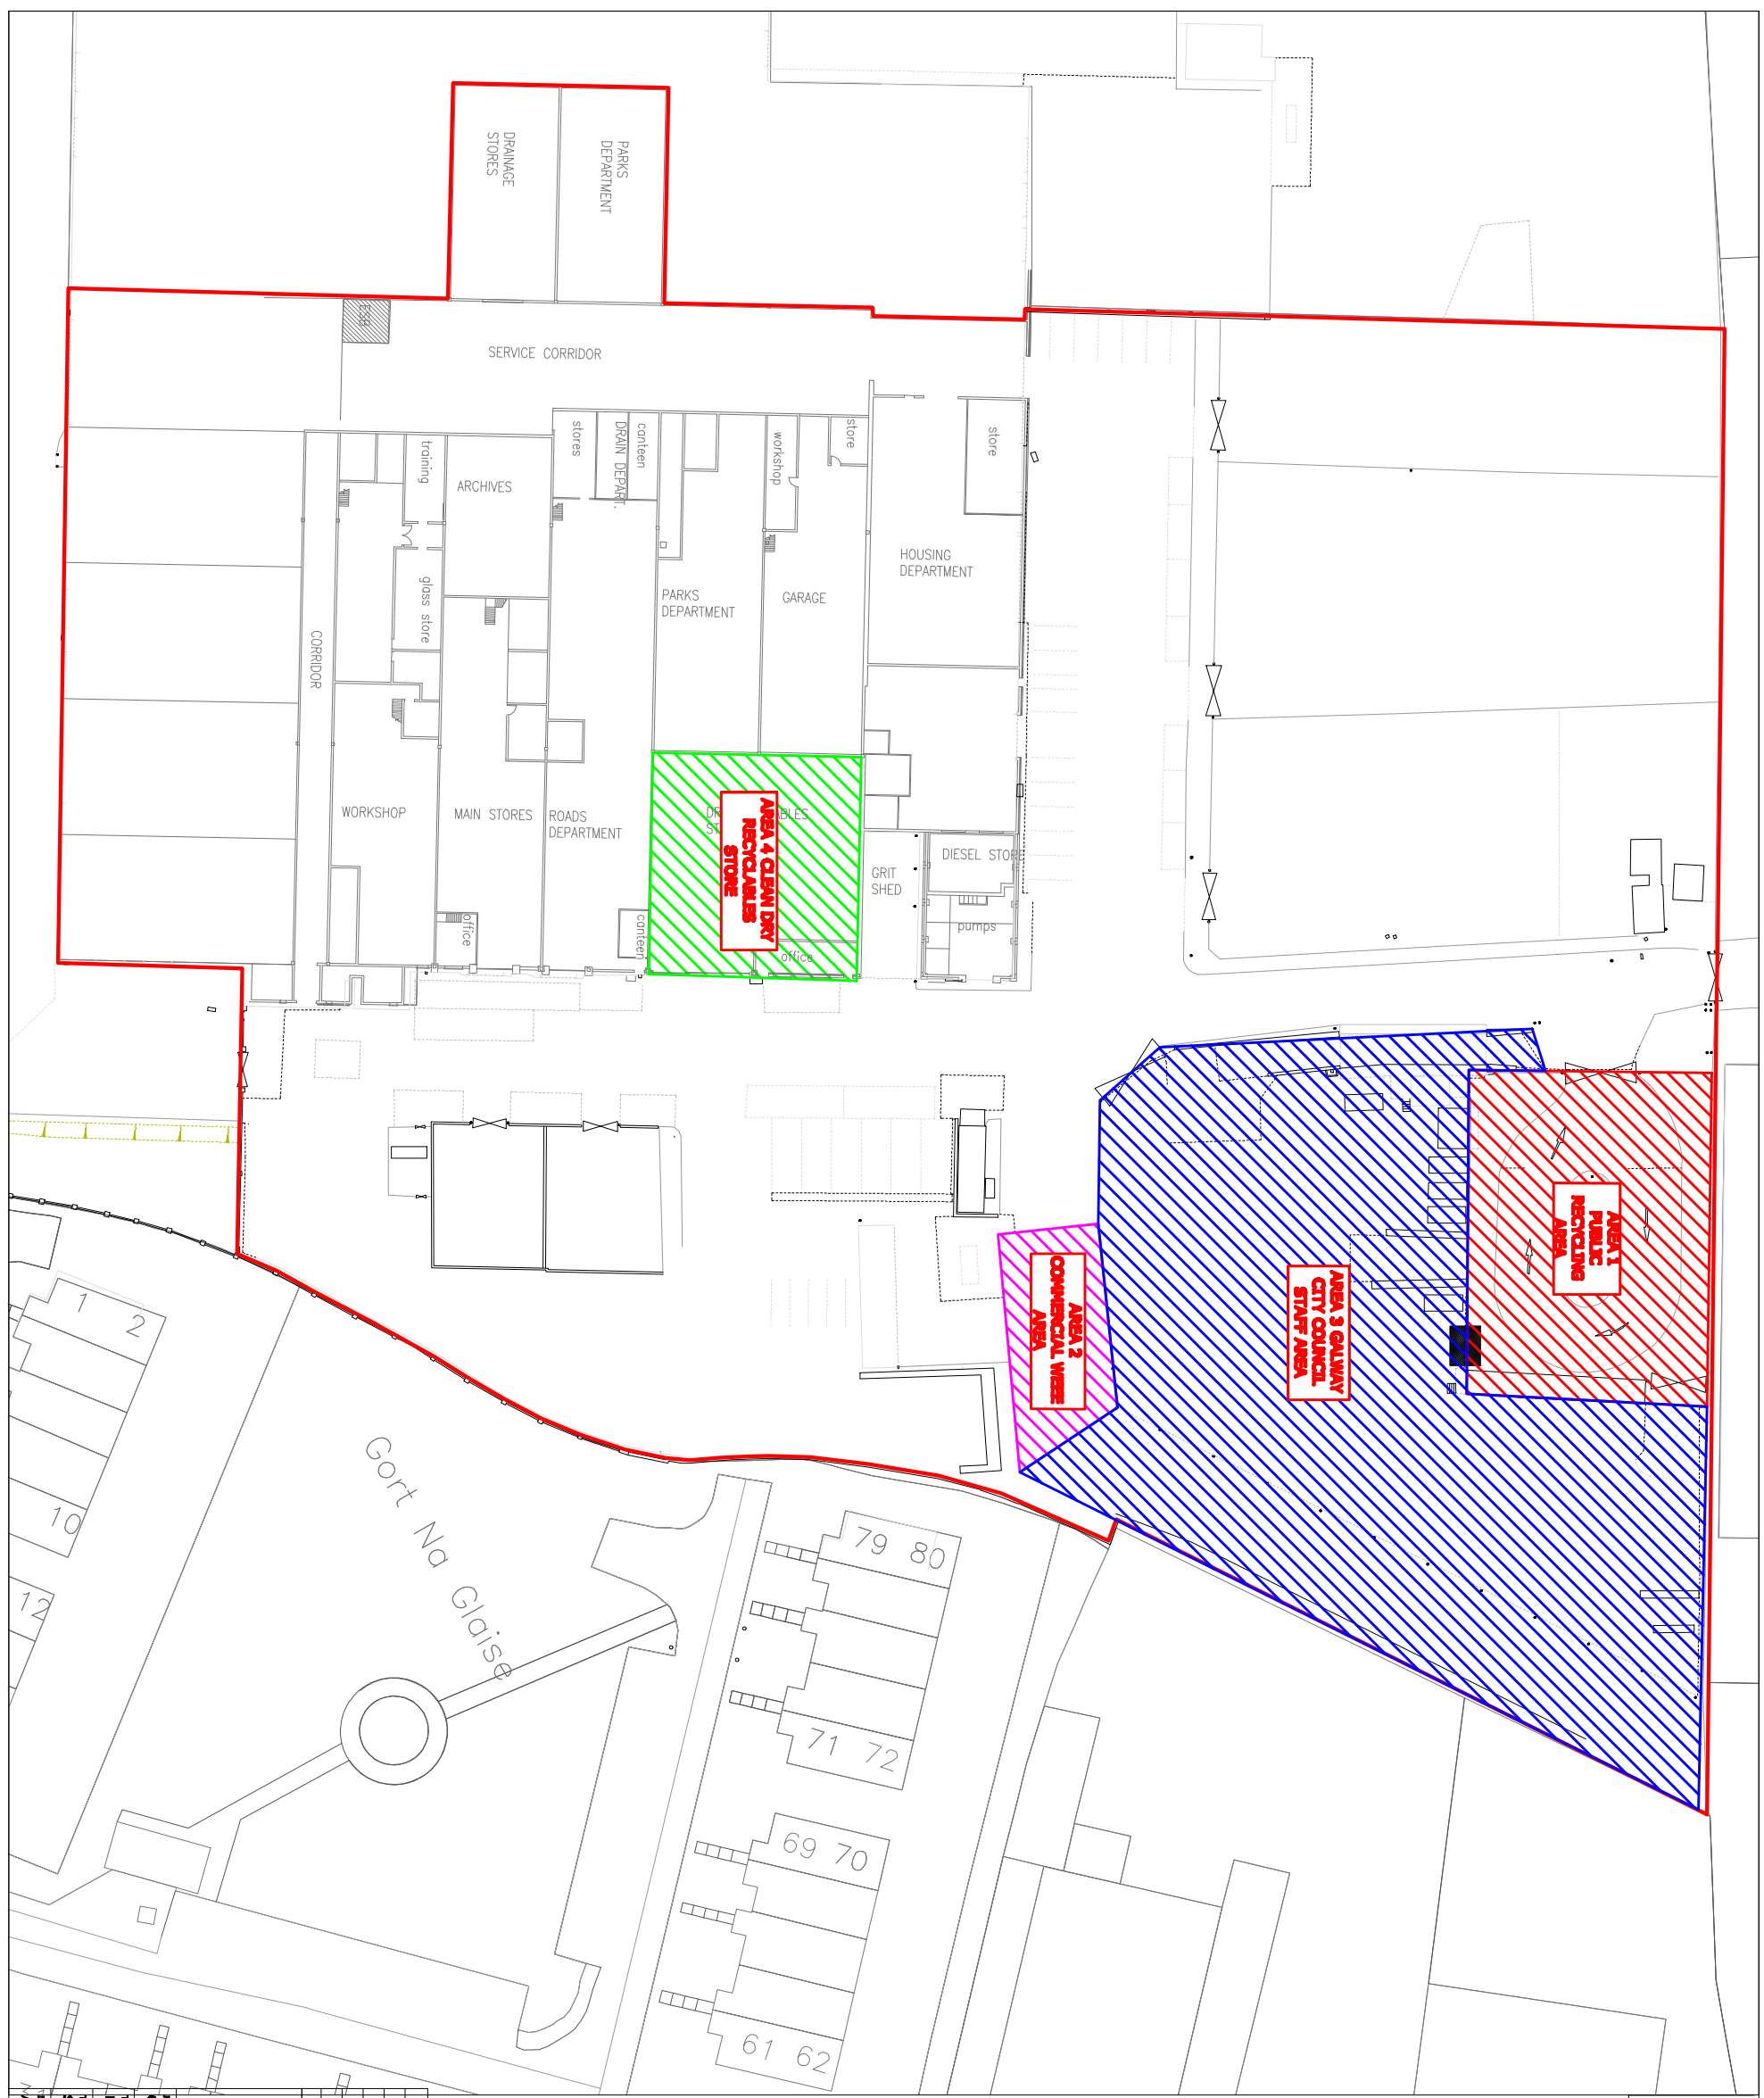 DRAINAGE
STORES
PARKS
DEPARTMENT
ESB
SERVICE CORRIDOR
training
ARCHIVES
stores
DRAIN DEPART.
canteen
workshop
store
store
glass store
CORRIDOR
HOUSING
DEPARTMENT
PARKS
DEPARTMENT
GARAGE
WORKSHOP
MAIN STORES
ROADS
DEPARTMENT
AREA 4 CLEAN DRY
RECYCLABLES
STORE
GRIT
SHED
DIESEL STORE
pumps
office
canteen
office
AREA 1
PUBLIC
RECYCLING
AREA
AREA 2
COMMERCIAL WEEE
AREA
AREA 3 GALWAY
CITY COUNCIL
STAFF AREA
1 2
10
12
Gort Na Glaise
79 80
71 72
69 70
61 62